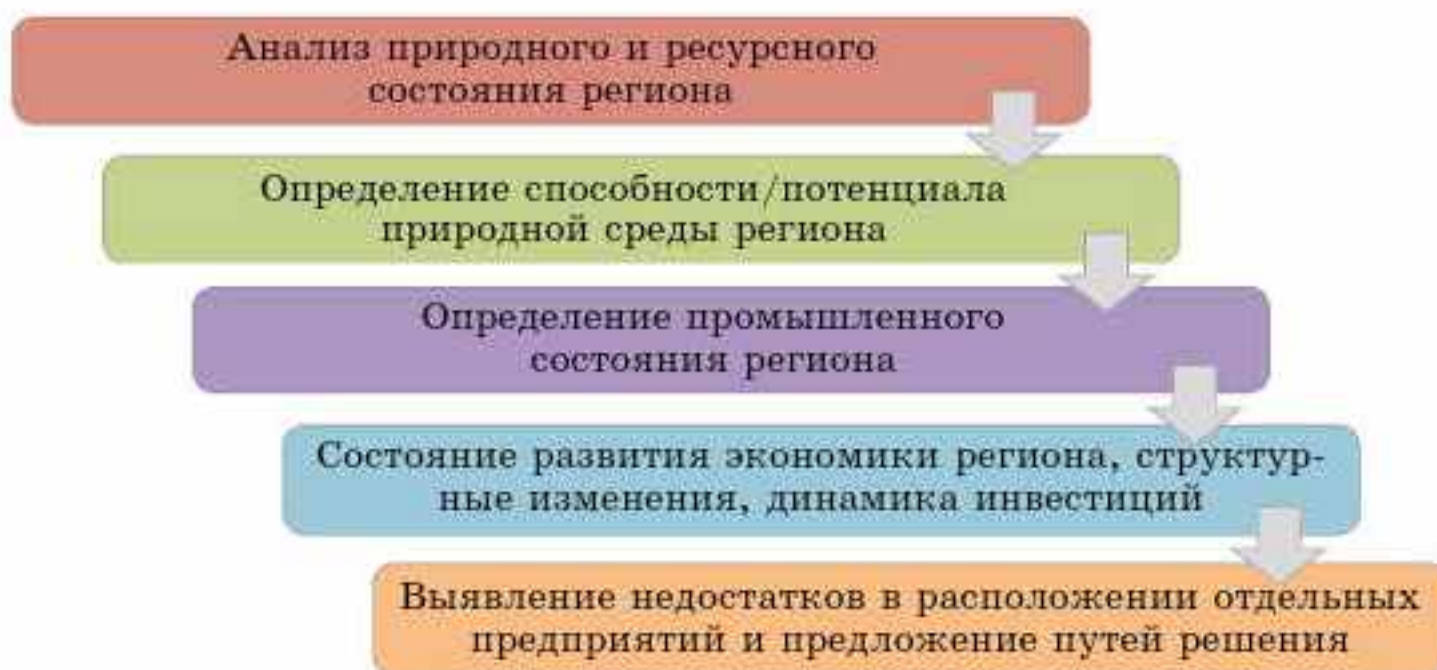 Анализ природного и ресурсного
состояния региона
Определение способности/потенциала
природной среды региона
Определение промышленного
состояния региона
Состояние развития экономики региона, структур-
ные изменения, динамика инвестиций
Выявление недостатков в расположении отдельных
предприятий и предложение путей решения